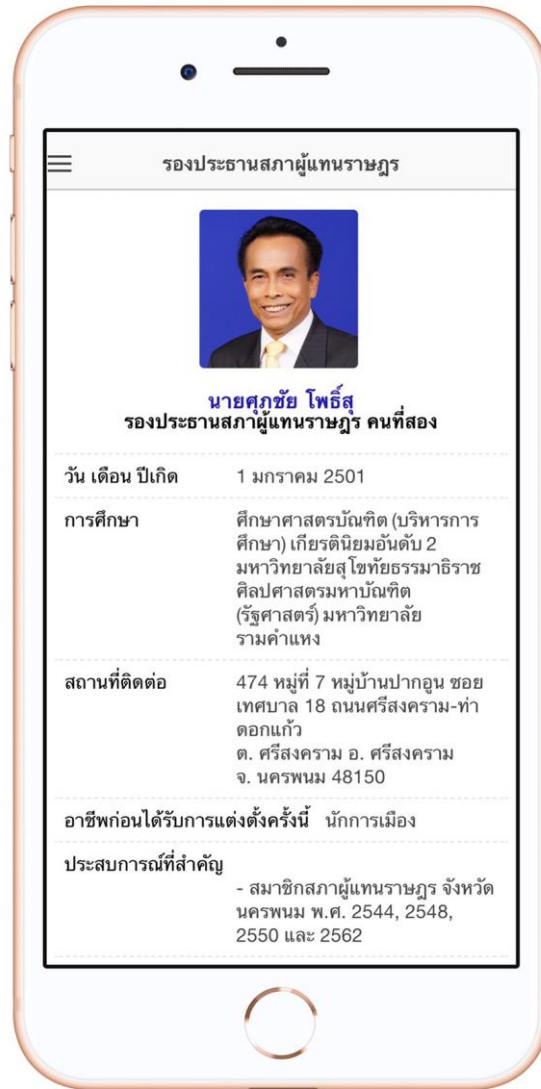 รองประธานสภาผู้แทนราษฎร
นายศุภชัย โพธิ์สุ
รองประธานสภาผู้แทนราษฎร คนที่สอง
วัน เดือน ปีเกิด 1 มกราคม 2501
การศึกษา ศึกษาศาสตรบัณฑิต (บริหารการ
ศึกษา) เกียรตินิยมอันดับ 2
มหาวิทยาลัยสุโขทัยธรรมาธิราช
ศิลปศาสตรมหาบัณฑิต
(รัฐศาสตร์) มหาวิทยาลัย
รามคำแหง
สถานที่ติดต่อ 474 หมู่ที่ 7 หมู่บ้านปากอูน ซอย
เทศบาล 18 ถนนศรีสงคราม-ท่า
ดอกแก้ว
ต. ศรีสงคราม อ. ศรีสงคราม
จ. นครพนม 48150
อาชีพก่อนได้รับการแต่งตั้งครั้งนี้ นักการเมือง
ประสบการณ์ที่สำคัญ
- สมาชิกสภาผู้แทนราษฎร จังหวัด
นครพนม พ.ศ. 2544, 2548,
2550 และ 2562